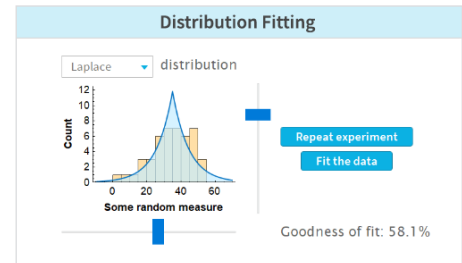 Distribution Fitting
Laplace distribution
12
10
8
6
4
2
0
Count
0 20 40 60
Some random measure
Repeat experiment
Fit the data
Goodness of fit: 58.1%